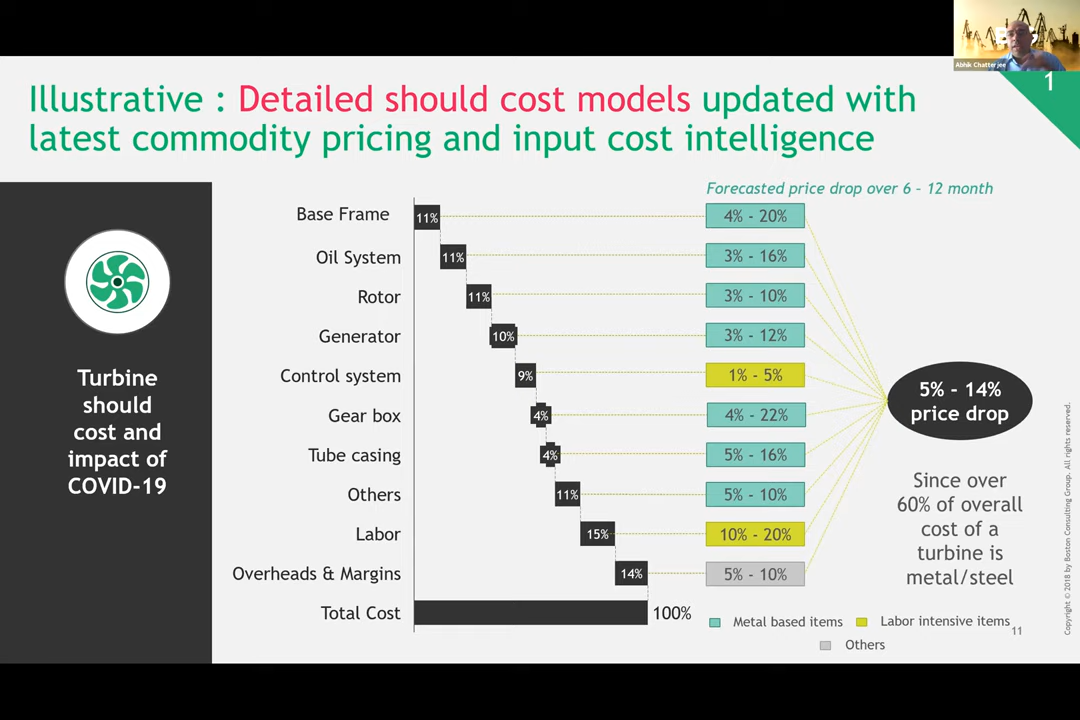 Abhik Chatterjee
1
Illustrative : Detailed should cost models updated with
latest commodity pricing and input cost intelligence
Forecasted price drop over 6 – 12 month
Turbine
should
cost and
impact of
COVID-19
Base Frame 11% 4% - 20%
Oil System 11% 3% - 16%
Rotor 11% 3% - 10%
Generator 10% 3% - 12%
Control system 9% 1% - 5%
Gear box 4% 4% - 22%
Tube casing 4% 5% - 16%
Others 11% 5% - 10%
Labor 15% 10% - 20%
Overheads & Margins 14% 5% - 10%
Total Cost 100%
5% - 14%
price drop
Since over
60% of overall
cost of a
turbine is
metal/steel
Metal based items
Labor intensive items
Others
11
Copyright © 2018 by Boston Consulting Group. All rights reserved.